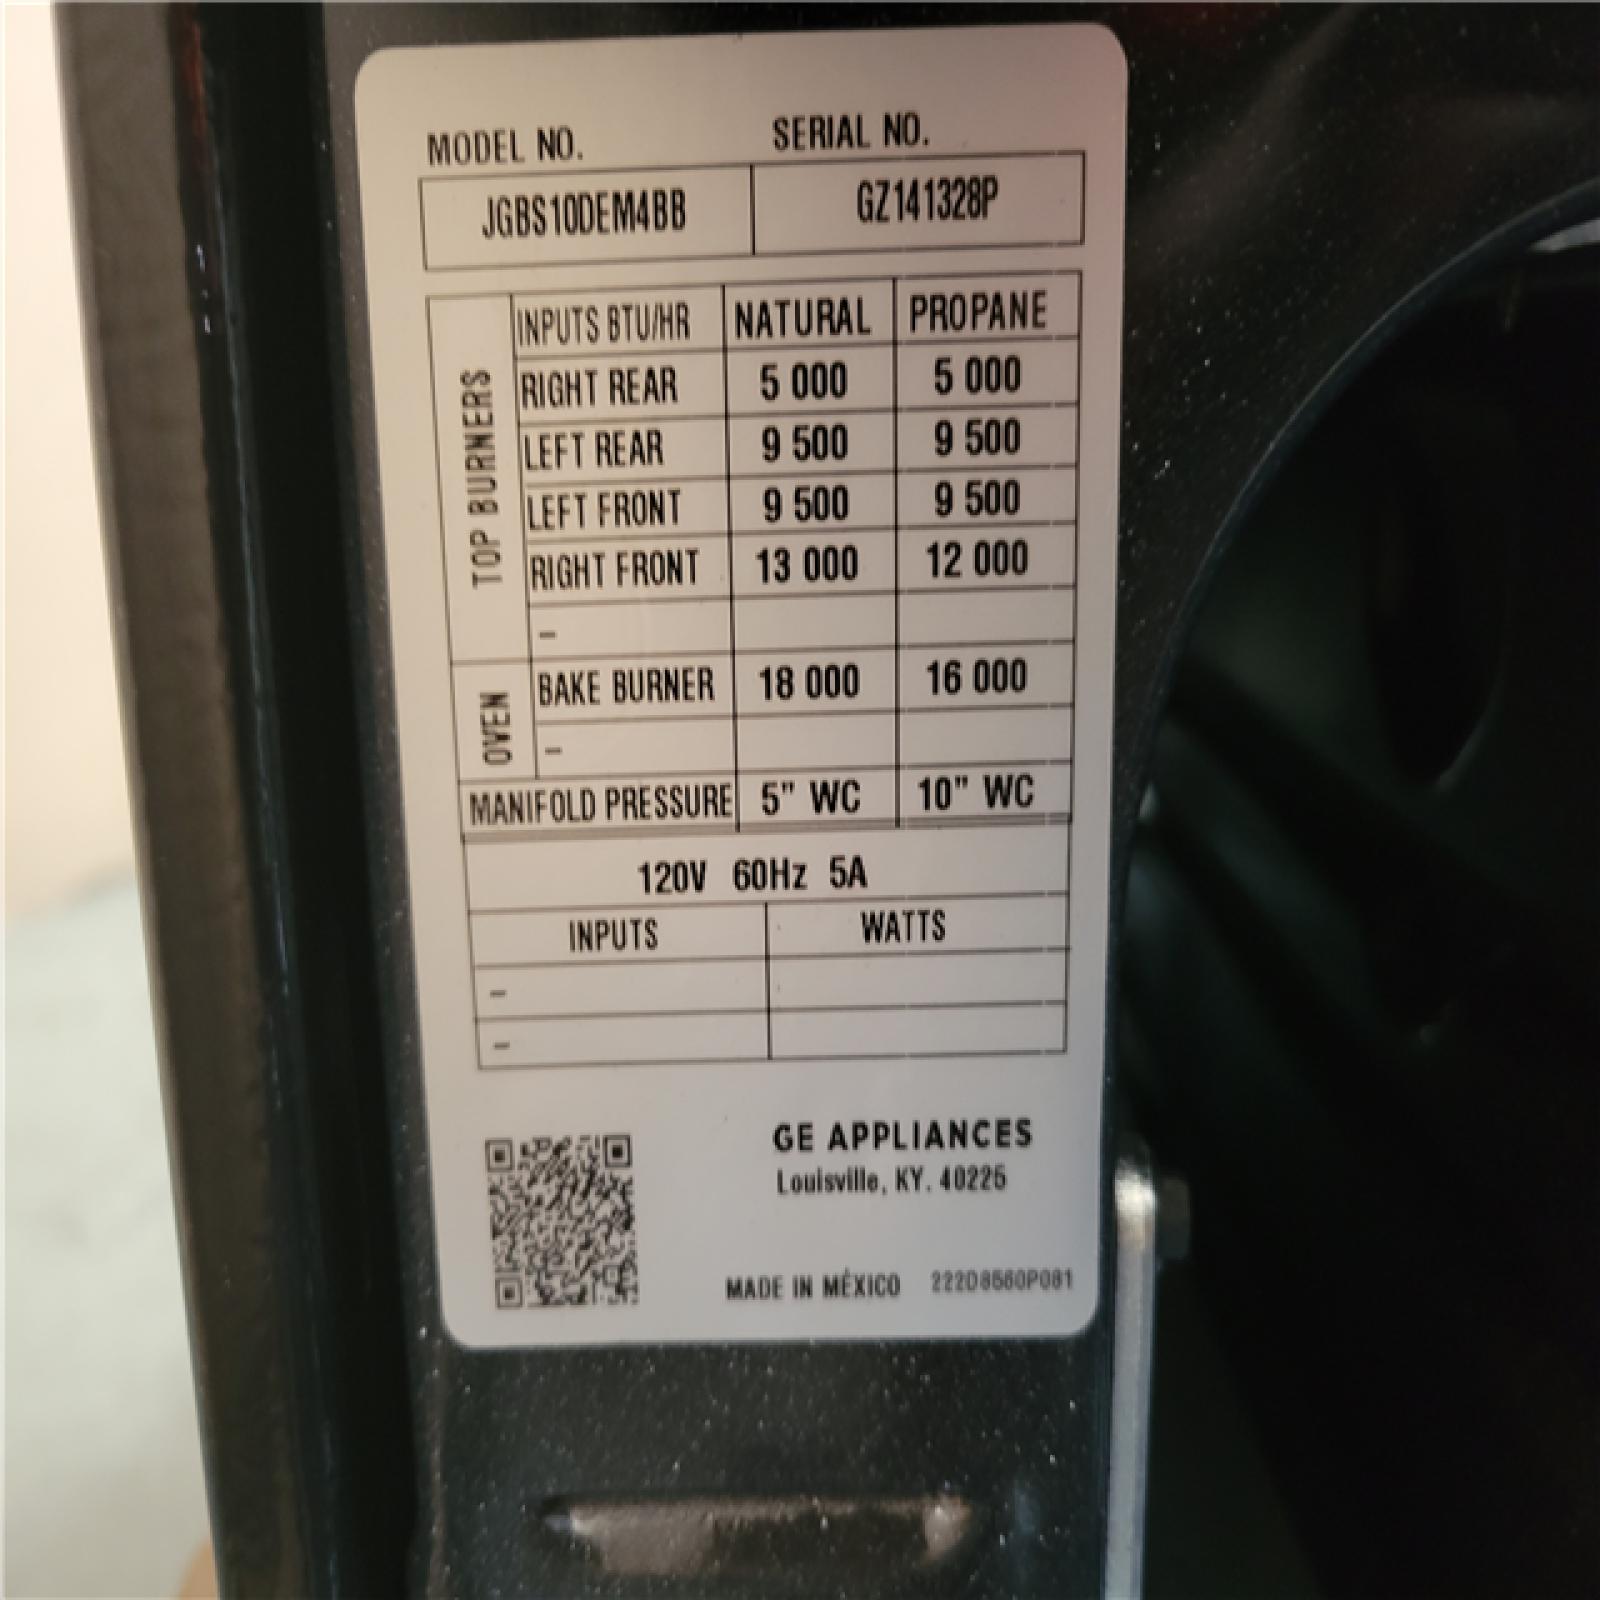 MODEL NO. SERIAL NO.
JGBS10DEM4BB GZ141328P
TOP BURNERS
INPUTS BTU/HR NATURAL PROPANE
RIGHT REAR 5 000 5 000
LEFT REAR 9 500 9 500
LEFT FRONT 9 500 9 500
RIGHT FRONT 13 000 12 000
–
OVEN
BAKE BURNER 18 000 16 000
–
MANIFOLD PRESSURE 5” WC 10” WC
120V 60Hz 5A
INPUTS WATTS
–
–
GE APPLIANCES
Louisville, KY. 40225
MADE IN MÉXICO 222D8560P081